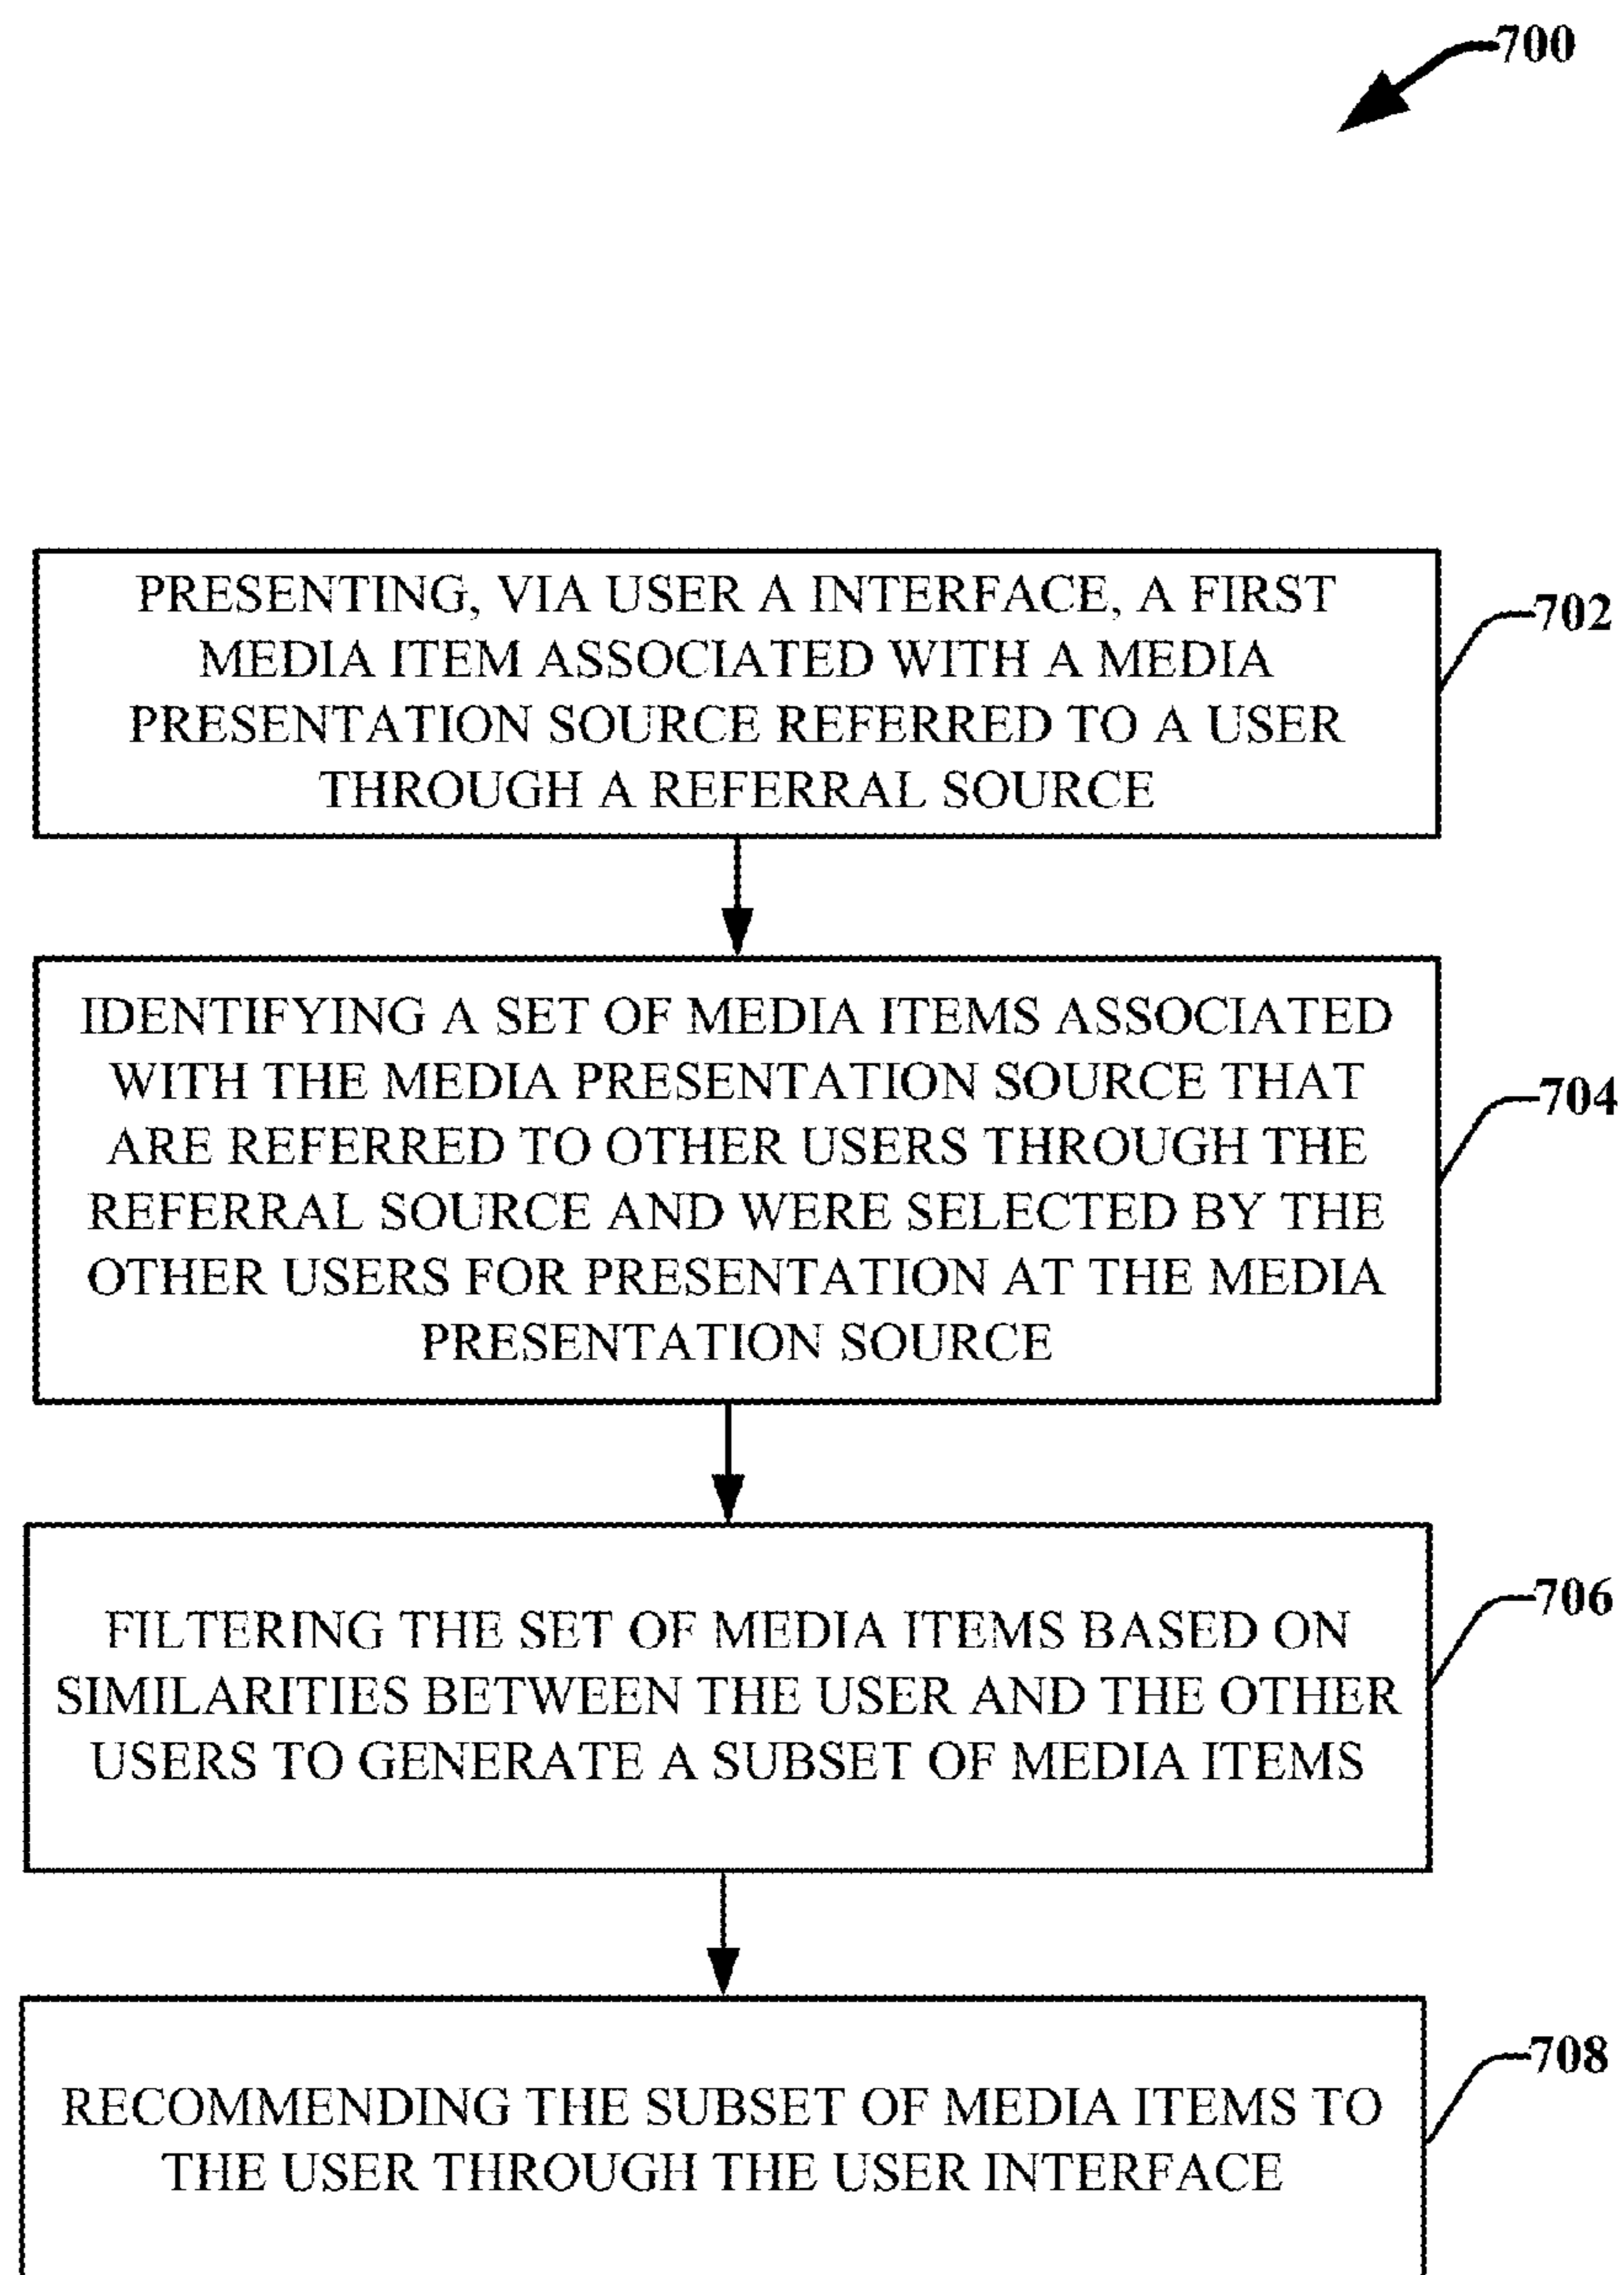 700
PRESENTING, VIA USER A INTERFACE, A FIRST
MEDIA ITEM ASSOCIATED WITH A MEDIA
PRESENTATION SOURCE REFERRED TO A USER
THROUGH A REFERRAL SOURCE
702
IDENTIFYING A SET OF MEDIA ITEMS ASSOCIATED
WITH THE MEDIA PRESENTATION SOURCE THAT
ARE REFERRED TO OTHER USERS THROUGH THE
REFERRAL SOURCE AND WERE SELECTED BY THE
OTHER USERS FOR PRESENTATION AT THE MEDIA
PRESENTATION SOURCE
704
FILTERING THE SET OF MEDIA ITEMS BASED ON
SIMILARITIES BETWEEN THE USER AND THE OTHER
USERS TO GENERATE A SUBSET OF MEDIA ITEMS
706
RECOMMENDING THE SUBSET OF MEDIA ITEMS TO
THE USER THROUGH THE USER INTERFACE
708